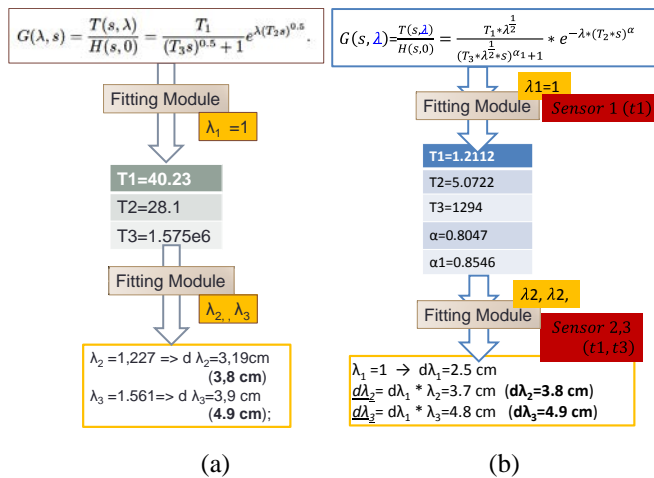 G(λ, s) = T(s, λ) / H(s, 0) = T₁ / ((T₃s)^0.5 + 1) e^λ(T₂s)^0.5 .
Fitting Module
λ₁ =1
T1=40.23
T2=28.1
T3=1.575e6
Fitting Module
λ₂, , λ₃
λ₂ =1,227 => d λ₂=3,19cm
(3,8 cm)
λ₃ =1.561=> d λ₃=3,9 cm
(4.9 cm);
(a)
G(s, λ)= T(s,λ) / H(s,0) = T₁*λ^(1/2) / ((T₃*λ^(1/2)*s)^α₁+1) * e^−λ*(T₂*s)^α
λ1=1
Fitting Module
Sensor 1 (t1)
T1=1.2112
T2=5.0722
T3=1294
α=0.8047
α1=0.8546
λ2, λ2,
Fitting Module
Sensor 2,3
(t1, t3)
λ₁ =1 → dλ₁=2.5 cm
dλ₂= dλ₁ * λ₂=3.7 cm (dλ₂=3.8 cm)
dλ₃= dλ₁ * λ₃=4.8 cm (dλ₃=4.9 cm)
(b)